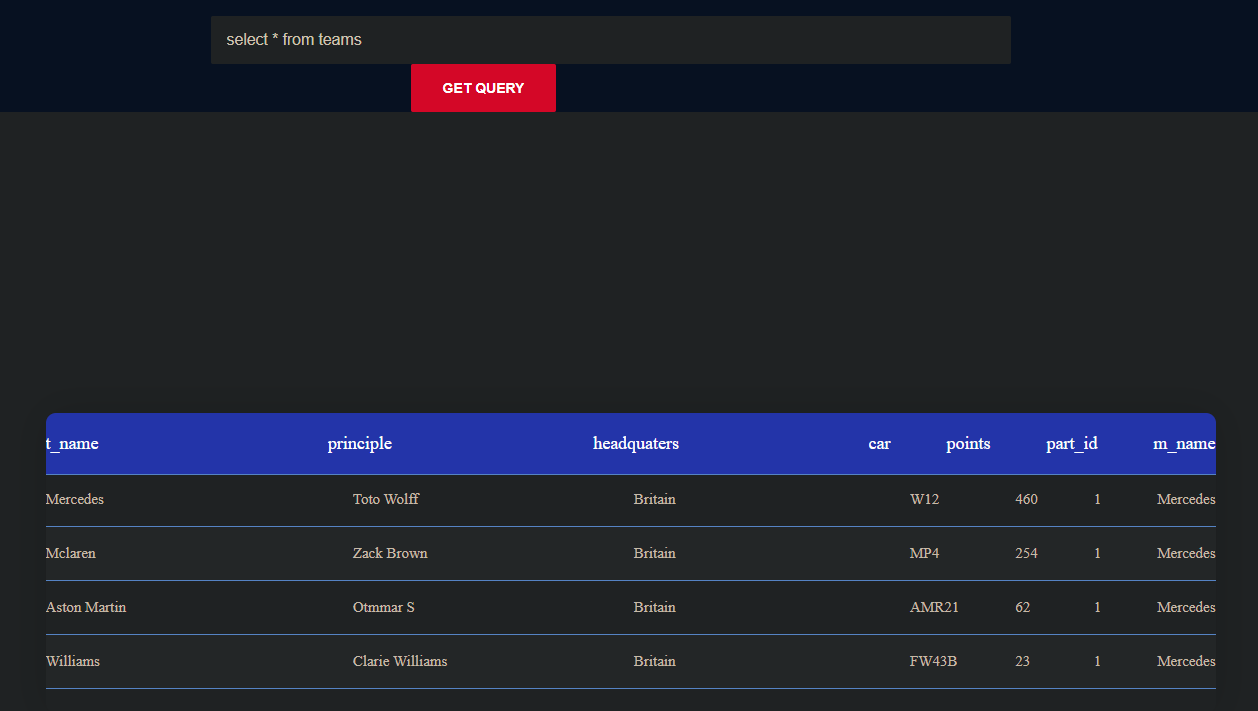 select * from teams
GET QUERY
t_name principle headquaters car points part_id m_name
Mercedes Toto Wolff Britain W12 460 1 Mercedes
Mclaren Zack Brown Britain MP4 254 1 Mercedes
Aston Martin Otmmar S Britain AMR21 62 1 Mercedes
Williams Clarie Williams Britain FW43B 23 1 Mercedes